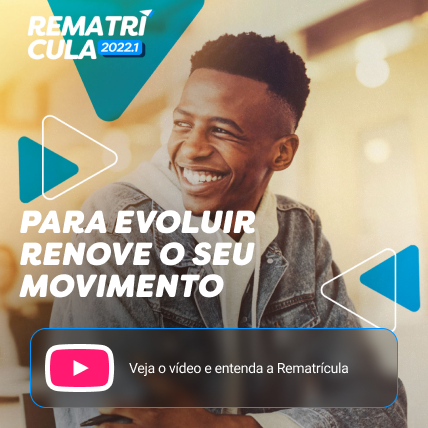 REMATRÍ
CULA 2022.1
PARA EVOLUIR
RENOVE O SEU
MOVIMENTO
Veja o vídeo e entenda a Rematrícula